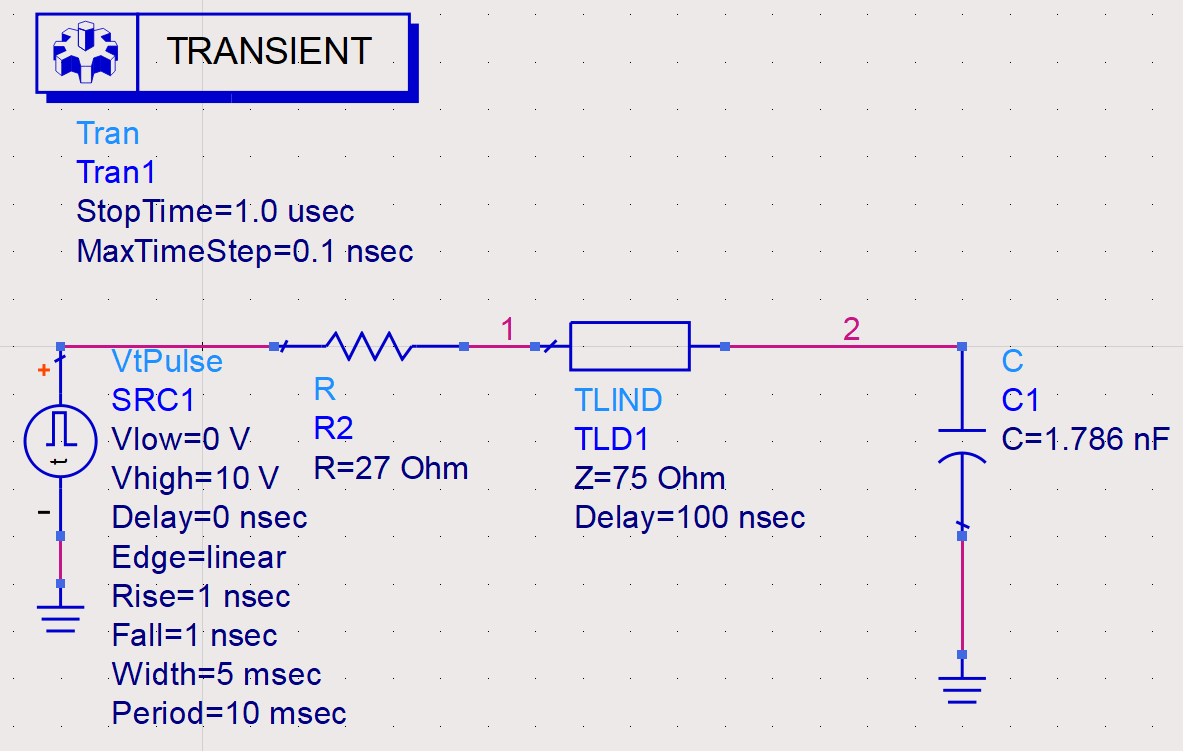 TRANSIENT
Tran
Tran1
StopTime=1.0 usec
MaxTimeStep=0.1 nsec
1
2
+
VtPulse
SRC1
Vlow=0 V
Vhigh=10 V
Delay=0 nsec
Edge=linear
Rise=1 nsec
Fall=1 nsec
Width=5 msec
Period=10 msec
t
-
R
R2
R=27 Ohm
TLIND
TLD1
Z=75 Ohm
Delay=100 nsec
C
C1
C=1.786 nF